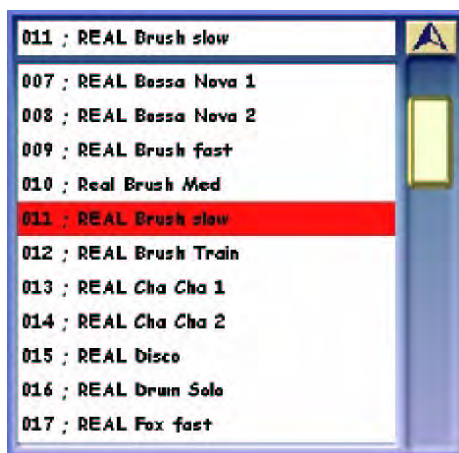 011 ; REAL Brush slow
007 ; REAL Bossa Nova 1
008 ; REAL Bossa Nova 2
009 ; REAL Brush fast
010 ; Real Brush Med
011 ; REAL Brush slow
012 ; REAL Brush Train
013 ; REAL Cha Cha 1
014 ; REAL Cha Cha 2
015 ; REAL Disco
016 ; REAL Drum Solo
017 ; REAL Fox fast